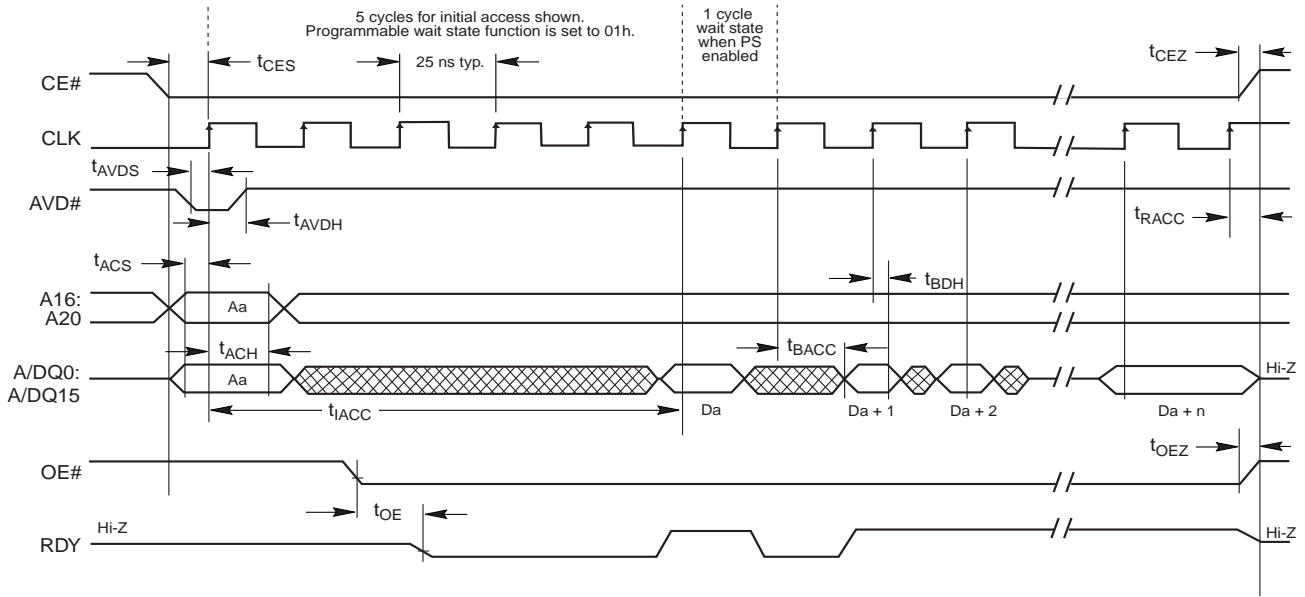 5 cycles for initial access shown.
Programmable wait state function is set to 01h.
1 cycle
wait state
when PS
enabled
tCES
25 ns typ.
tCEZ
CE#
CLK
tAVDS
AVD#
tAVDH
tRACC
tACS
tBDH
A16:
A20
Aa
tACH
tBACC
A/DQ0:
A/DQ15
Aa
Hi-Z
tIACC
Da
Da + 1
Da + 2
Da + n
OE#
tOEZ
tOE
Hi-Z
RDY
Hi-Z